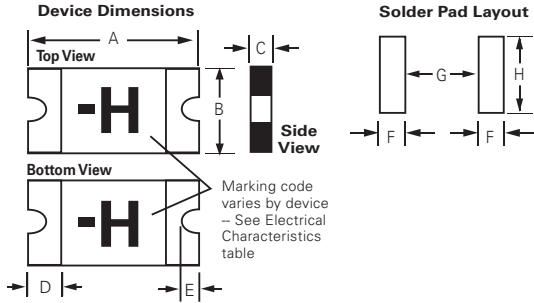 Device Dimensions
A
Top View
-H
B
C
Side
View
Bottom View
-H
Marking code
varies by device
-- See Electrical
Characteristics
table
D
E
Solder Pad Layout
G
H
F
F